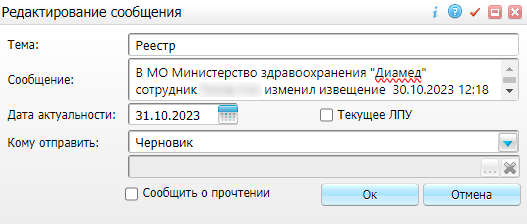 Редактирование сообщения
Тема: Реестр
Сообщение: В МО Министерство здравоохранения "Диамед"
сотрудник изменил извещение 30.10.2023 12:18
Дата актуальности: 31.10.2023 Текущее ЛПУ
Кому отправить: Черновик
...
Сообщить о прочтении Ок Отмена